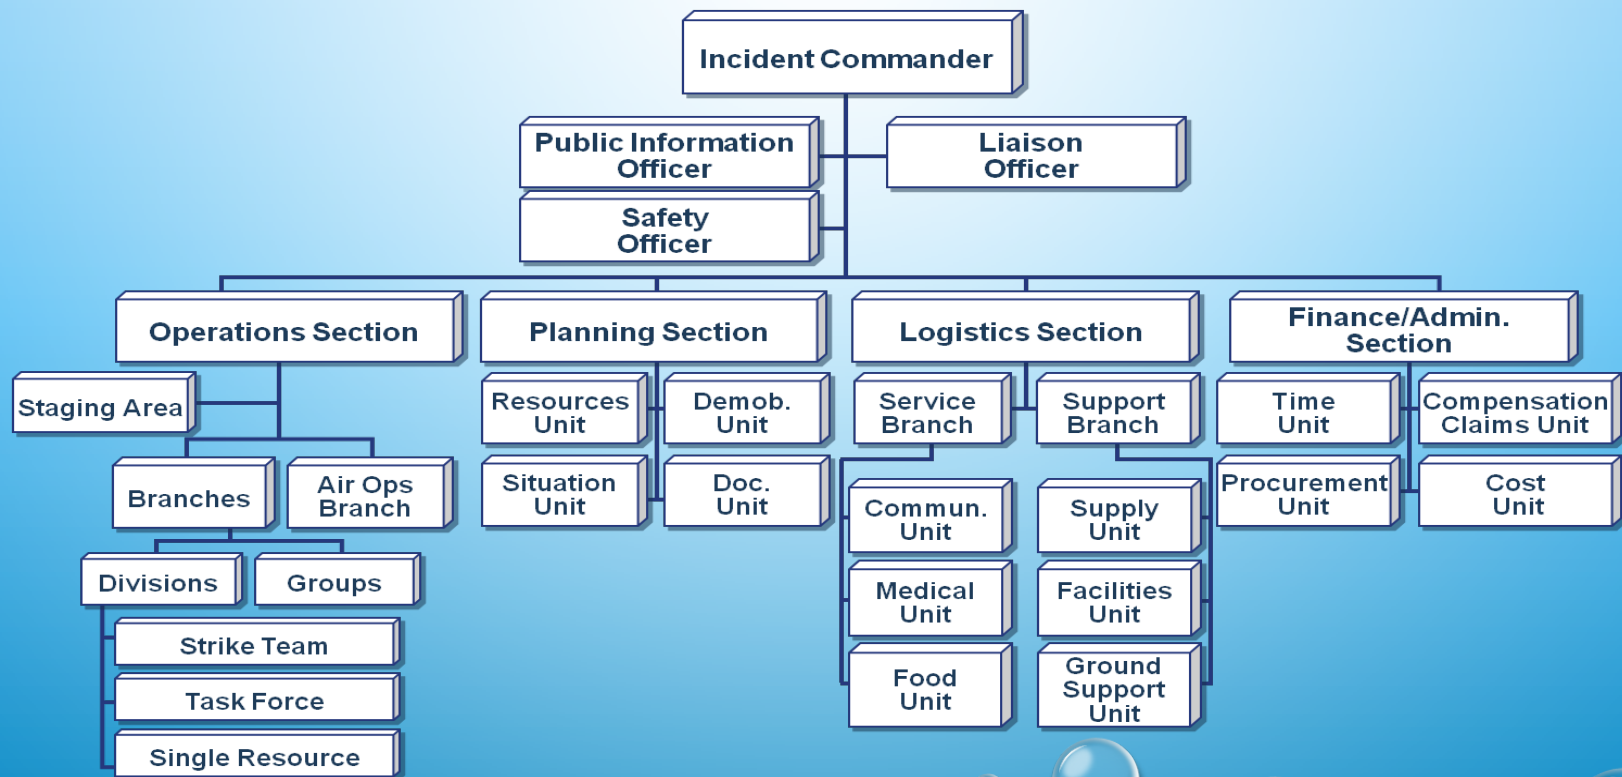 Incident Commander
Public Information
Officer
Liaison
Officer
Safety
Officer
Operations Section
Planning Section
Logistics Section
Finance/Admin.
Section
Staging Area
Branches
Air Ops
Branch
Divisions
Groups
Strike Team
Task Force
Single Resource
Resources
Unit
Demob.
Unit
Situation
Unit
Doc.
Unit
Service
Branch
Support
Branch
Commun.
Unit
Medical
Unit
Food
Unit
Supply
Unit
Facilities
Unit
Ground
Support
Unit
Time
Unit
Compensation
Claims Unit
Procurement
Unit
Cost
Unit